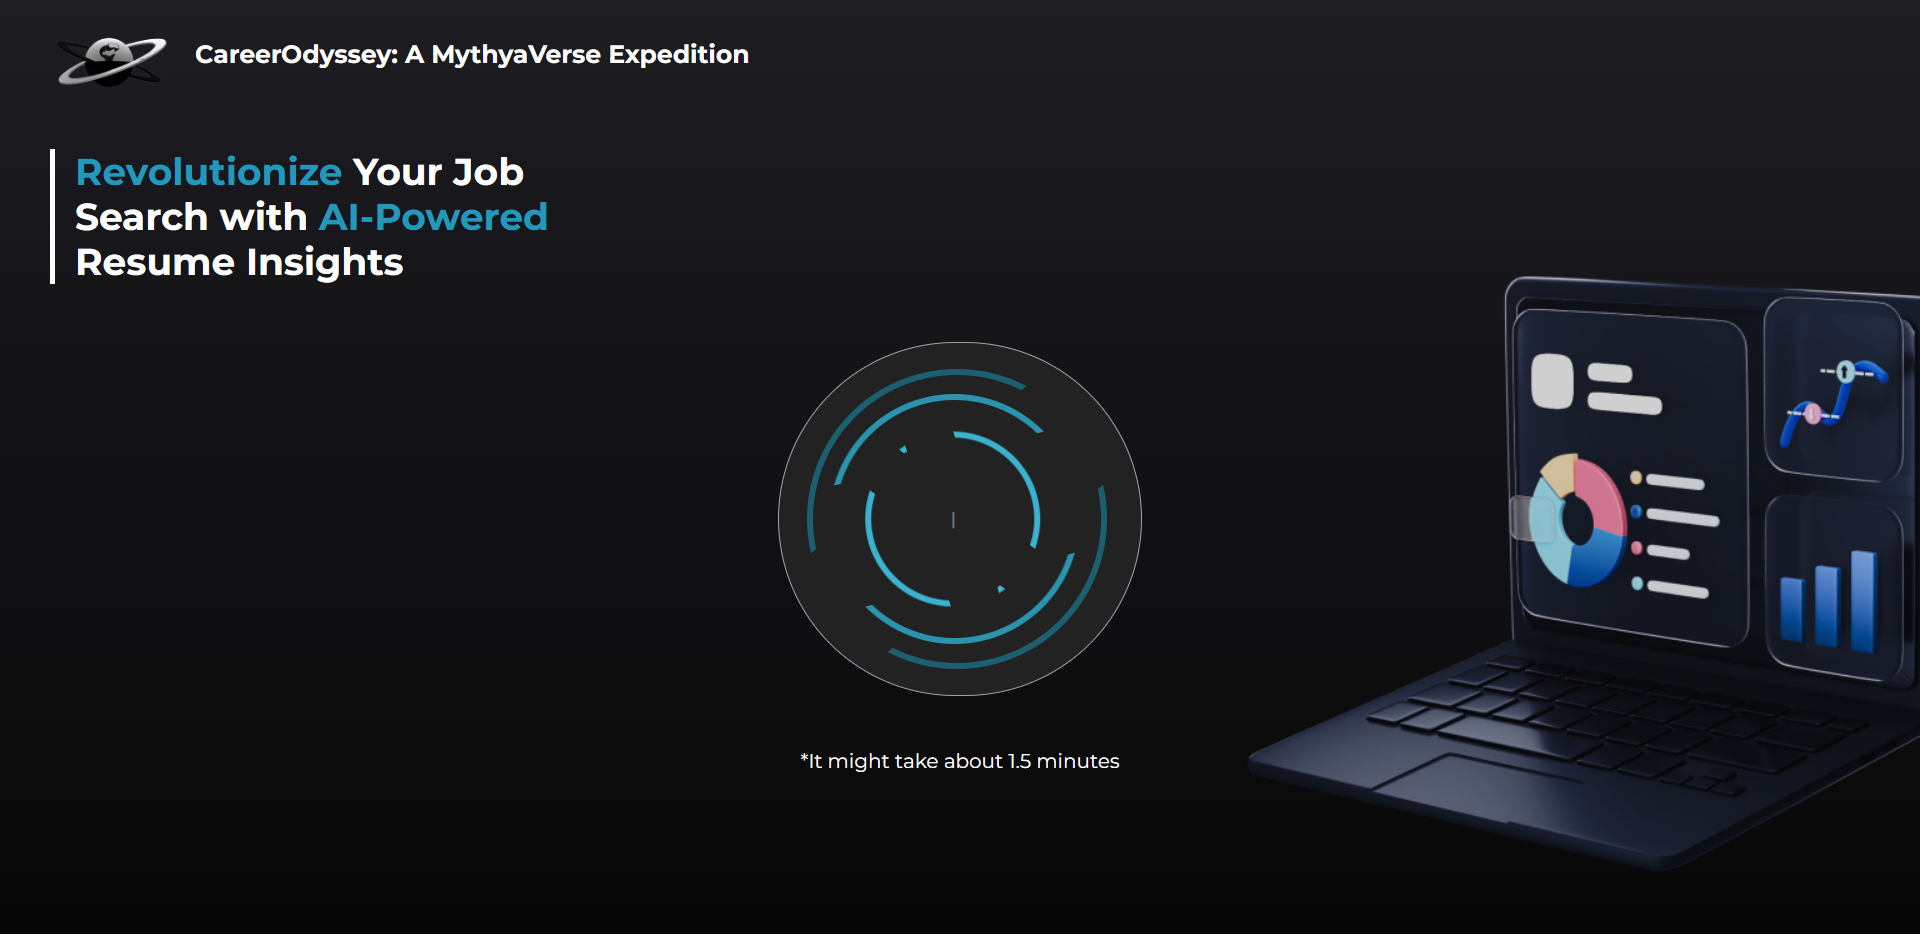 CareerOdyssey: A MythyaVerse Expedition
Revolutionize Your Job
Search with AI-Powered
Resume Insights
*It might take about 1.5 minutes